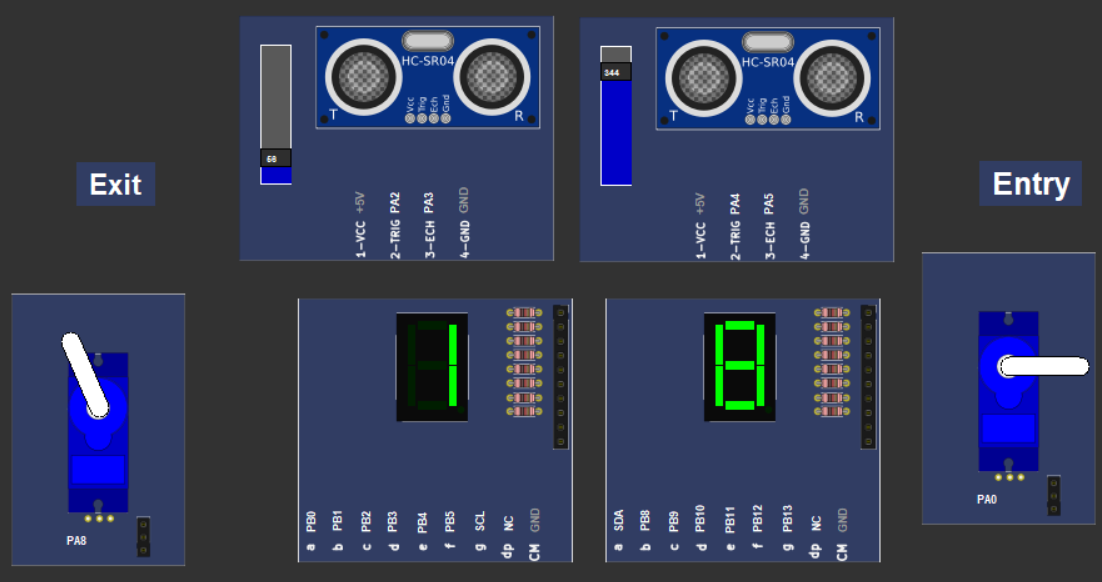 HC-SR04
T
Vcc
Trig
Ech
Gnd
R
56
1-VCC +5V
2-TRIG PA2
3-ECH PA3
4-GND GND
HC-SR04
T
Vcc
Trig
Ech
Gnd
R
344
1-VCC +5V
2-TRIG PA4
3-ECH PA5
4-GND GND
Exit
Entry
PA8
1
a PB0
b PB1
c PB2
d PB3
e PB4
f PB5
g SCL
dp NC
CM GND
8
a SDA
b PB8
c PB9
d PB10
e PB11
f PB12
g PB13
dp NC
CM GND
PA0